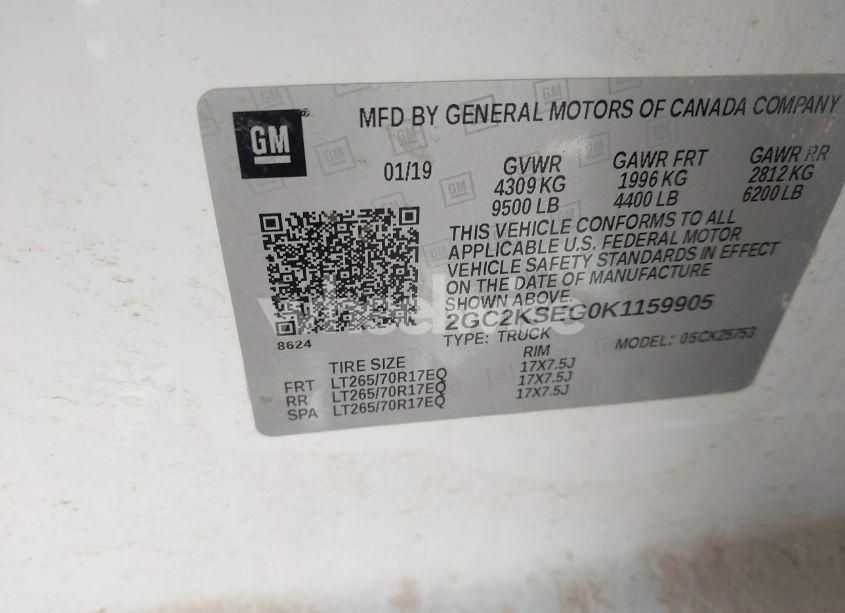 GM
MFD BY GENERAL MOTORS OF CANADA COMPANY
01/19 GVWR GAWR FRT GAWR RR
4309 KG 1996 KG 2812 KG
9500 LB 4400 LB 6200 LB
THIS VEHICLE CONFORMS TO ALL
APPLICABLE U.S. FEDERAL MOTOR
VEHICLE SAFETY STANDARDS IN EFFECT
ON THE DATE OF MANUFACTURE
SHOWN ABOVE.
2GC2KSEG0K1159905
TYPE: TRUCK MODEL: 05CK25753
8624
TIRE SIZE RIM
FRT LT265/70R17EQ 17X7.5J
RR LT265/70R17EQ 17X7.5J
SPA LT265/70R17EQ 17X7.5J